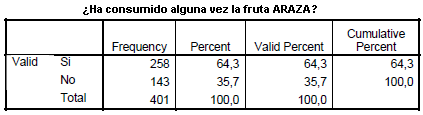 ¿Ha consumido alguna vez la fruta ARAZA?
Frequency Percent Valid Percent Cumulative Percent
Valid Si 258 64,3 64,3 64,3
No 143 35,7 35,7 100,0
Total 401 100,0 100,0